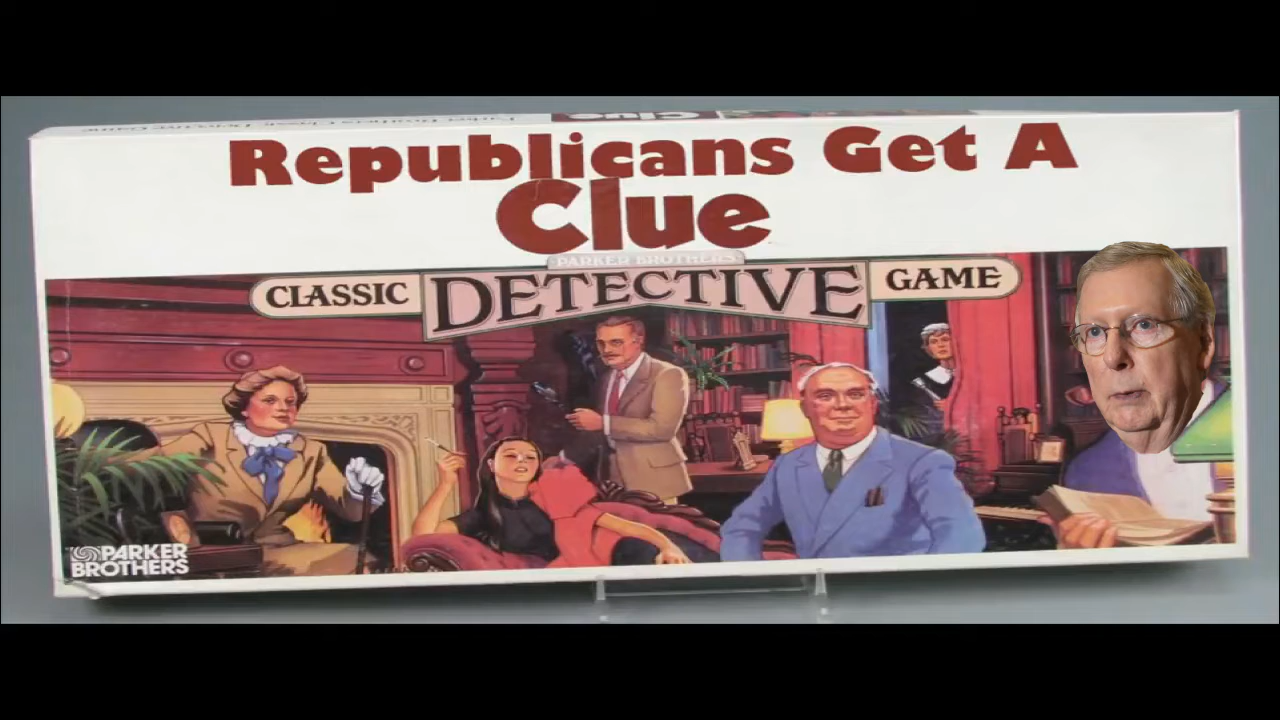 Republicans Get A
Clue
PARKER BROTHERS
CLASSIC DETECTIVE GAME
PARKER
BROTHERS